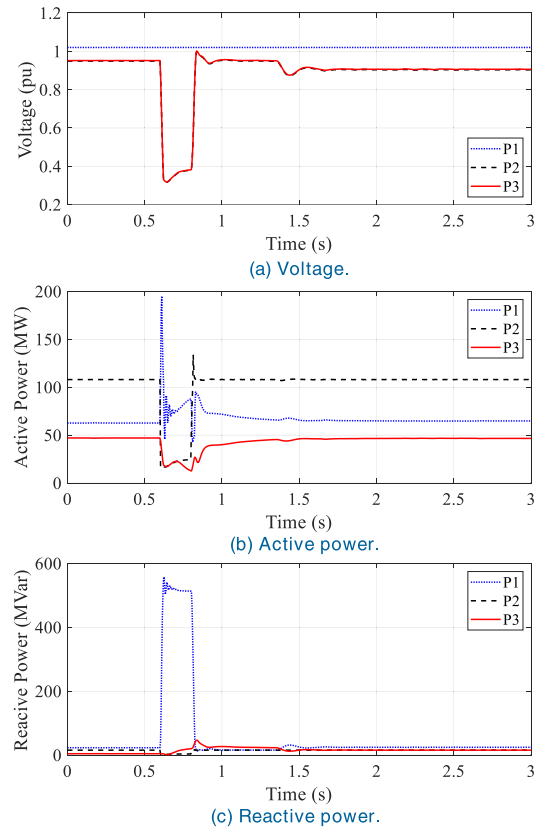 1.2
1
0.8
0.6
0.4
0.2
Voltage (pu)
P1
P2
P3
0 0.5 1 1.5 2 2.5 3
Time (s)
(a) Voltage.
200
150
100
50
0
Active Power (MW)
P1
P2
P3
0 0.5 1 1.5 2 2.5 3
Time (s)
(b) Active power.
600
400
200
0
Reacive Power (MVar)
P1
P2
P3
0 0.5 1 1.5 2 2.5 3
Time (s)
(c) Reactive power.